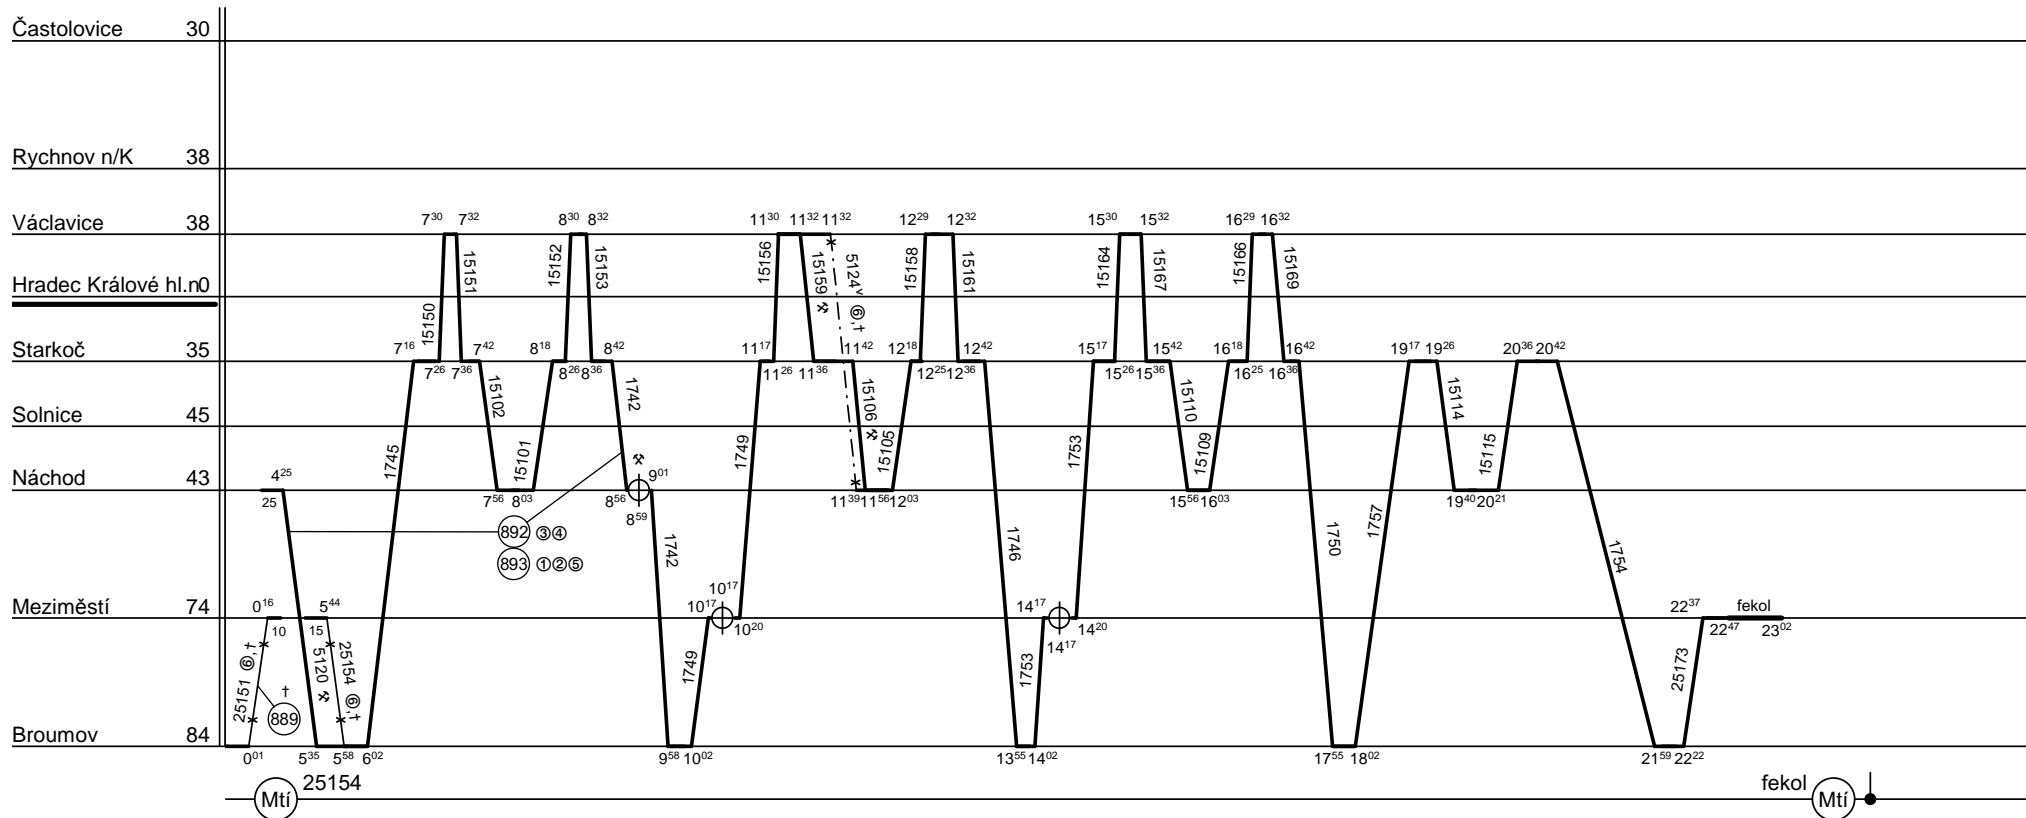 Častolovice 30
Rychnov n/K 38
Václavice 38
7³⁰ 7³² 8³⁰ 8³² 11³⁰ 11³² 11³² 12²⁹ 12³² 15³⁰ 15³² 16²⁹ 16³²
15151 15152 15153 15156 15159 ⚒ 5124ᵛ ⑥,† 15158 15161 15164 15167 15166 15169
Hradec Králové hl.n 0
15150
Starkoč 35
7¹⁶ 7⁴² 8¹⁸ 8⁴² 11¹⁷ 11⁴² 12¹⁸ 12⁴² 15¹⁷ 15⁴² 16¹⁸ 16⁴² 19¹⁷ 19²⁶ 20³⁶ 20⁴²
7²⁶ 7³⁶ 8²⁶ 8³⁶ 11²⁶ 11³⁶ 12²⁵ 12³⁶ 15²⁶ 15³⁶ 16²⁵ 16³⁶
15102 1742 15106 ⚒ 15110 15114
Solnice 45
1745 15101 1749 15105 1753 15109 15115
Náchod 43
4²⁵ ⚒ 9⁰¹
25 7⁵⁶ 8⁰³ 8⁵⁶ 8⁵⁹ 11³⁹ 11⁵⁶ 12⁰³ 15⁵⁶ 16⁰³ 19⁴⁰ 20²¹
892 ③④
893 ①②⑤
1742 1746 1750 1757 1754
Meziměstí 74
0¹⁶ 5⁴⁴ 10¹⁷ 10¹⁷ 14¹⁷ 22³⁷ fekol
10 15 10²⁰ 14¹⁷ 14²⁰ 22⁴⁷ 23⁰²
25151 ⑥,† † 889 5120 ⚒ 25154 ⑥,† 1749 1753 25173
Broumov 84
0⁰¹ 5³⁵ 5⁵⁸ 6⁰² 9⁵⁸ 10⁰² 13⁵⁵ 14⁰² 17⁵⁵ 18⁰² 21⁵⁹ 22²²
Mtí 25154 fekol Mtí